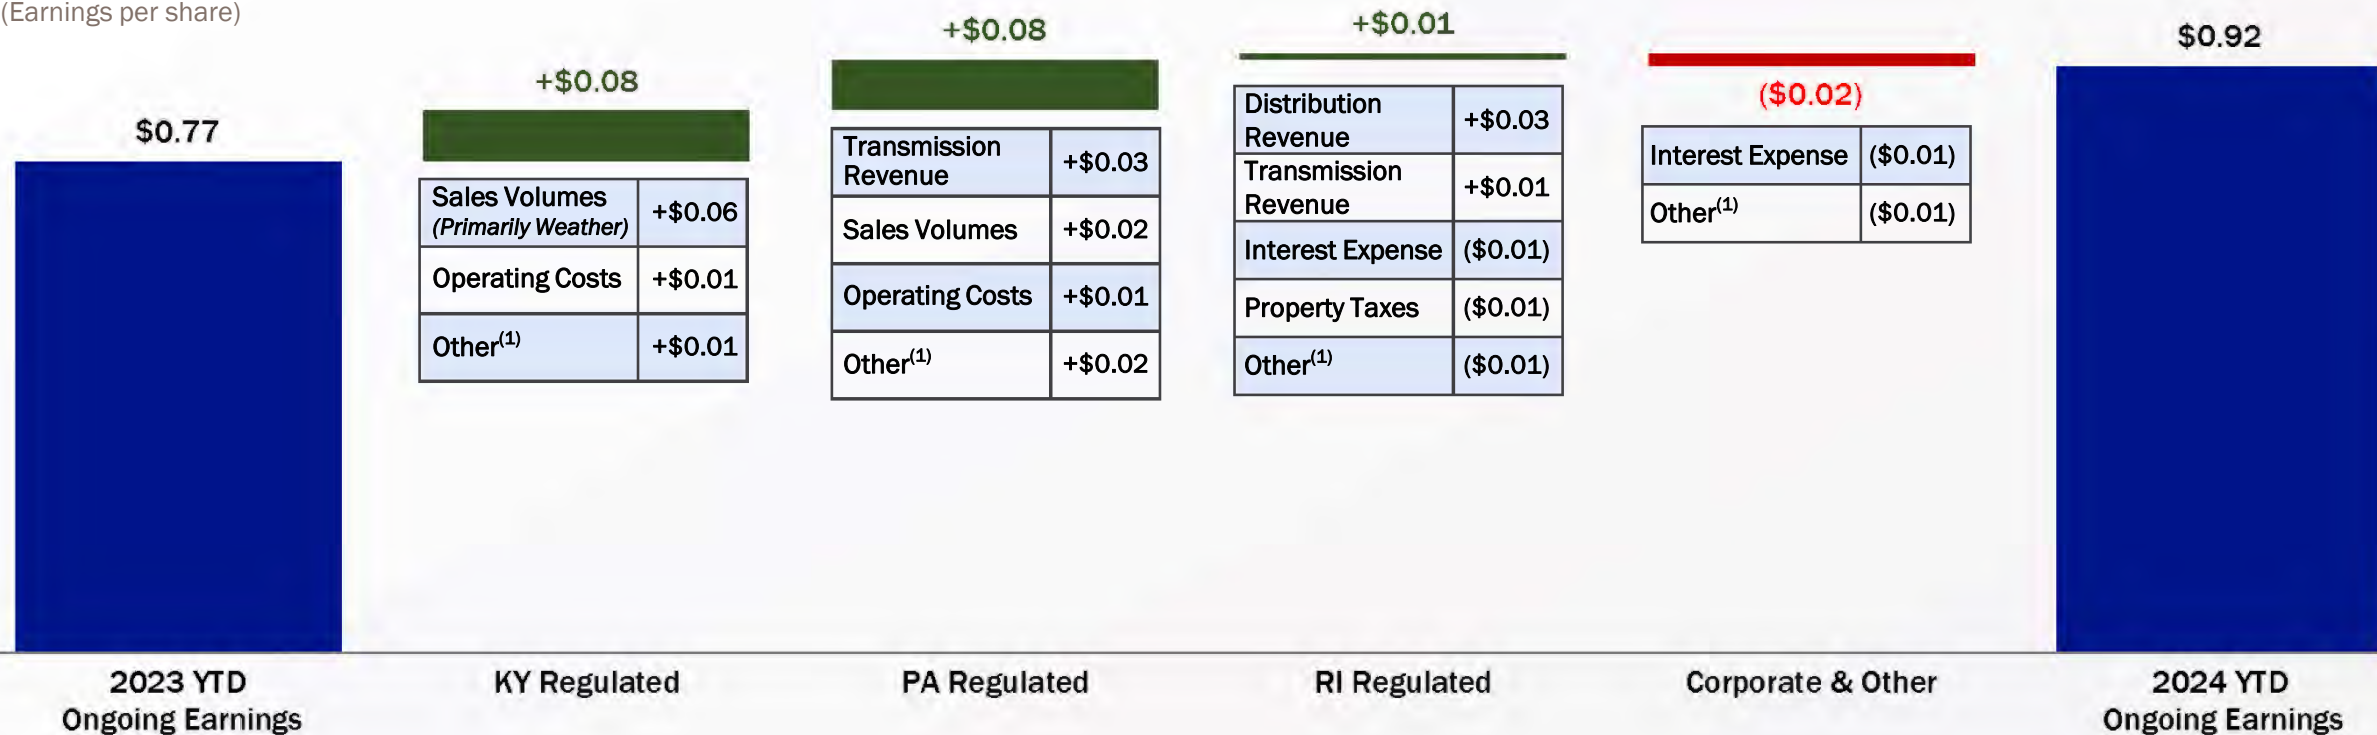 (Earnings per share)
$0.77
+$0.08
Sales Volumes
(Primarily Weather)
+$0.06
Operating Costs
+$0.01
Other(1)
+$0.01
+$0.08
Transmission
Revenue
+$0.03
Sales Volumes
+$0.02
Operating Costs
+$0.01
Other(1)
+$0.02
+$0.01
Distribution
Revenue
+$0.03
Transmission
Revenue
+$0.01
Interest Expense
($0.01)
Property Taxes
($0.01)
Other(1)
($0.01)
($0.02)
Interest Expense
($0.01)
Other(1)
($0.01)
$0.92
2023 YTD
Ongoing Earnings
KY Regulated
PA Regulated
RI Regulated
Corporate & Other
2024 YTD
Ongoing Earnings